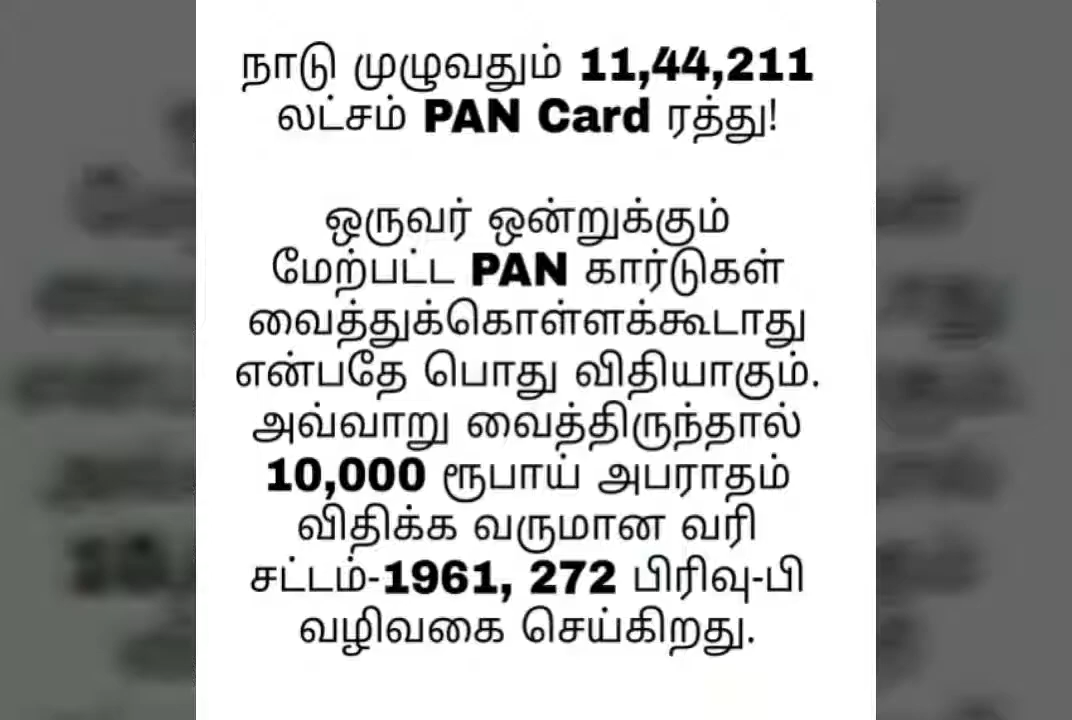 நாடு முழுவதும் 11,44,211
லட்சம் PAN Card ரத்து!
ஒருவர் ஒன்றுக்கும்
மேற்பட்ட PAN கார்டுகள்
வைத்துக்கொள்ளக்கூடாது
என்பதே பொது விதியாகும்.
அவ்வாறு வைத்திருந்தால்
10,000 ரூபாய் அபராதம்
விதிக்க வருமான வரி
சட்டம்-1961, 272 பிரிவு-பி
வழிவகை செய்கிறது.